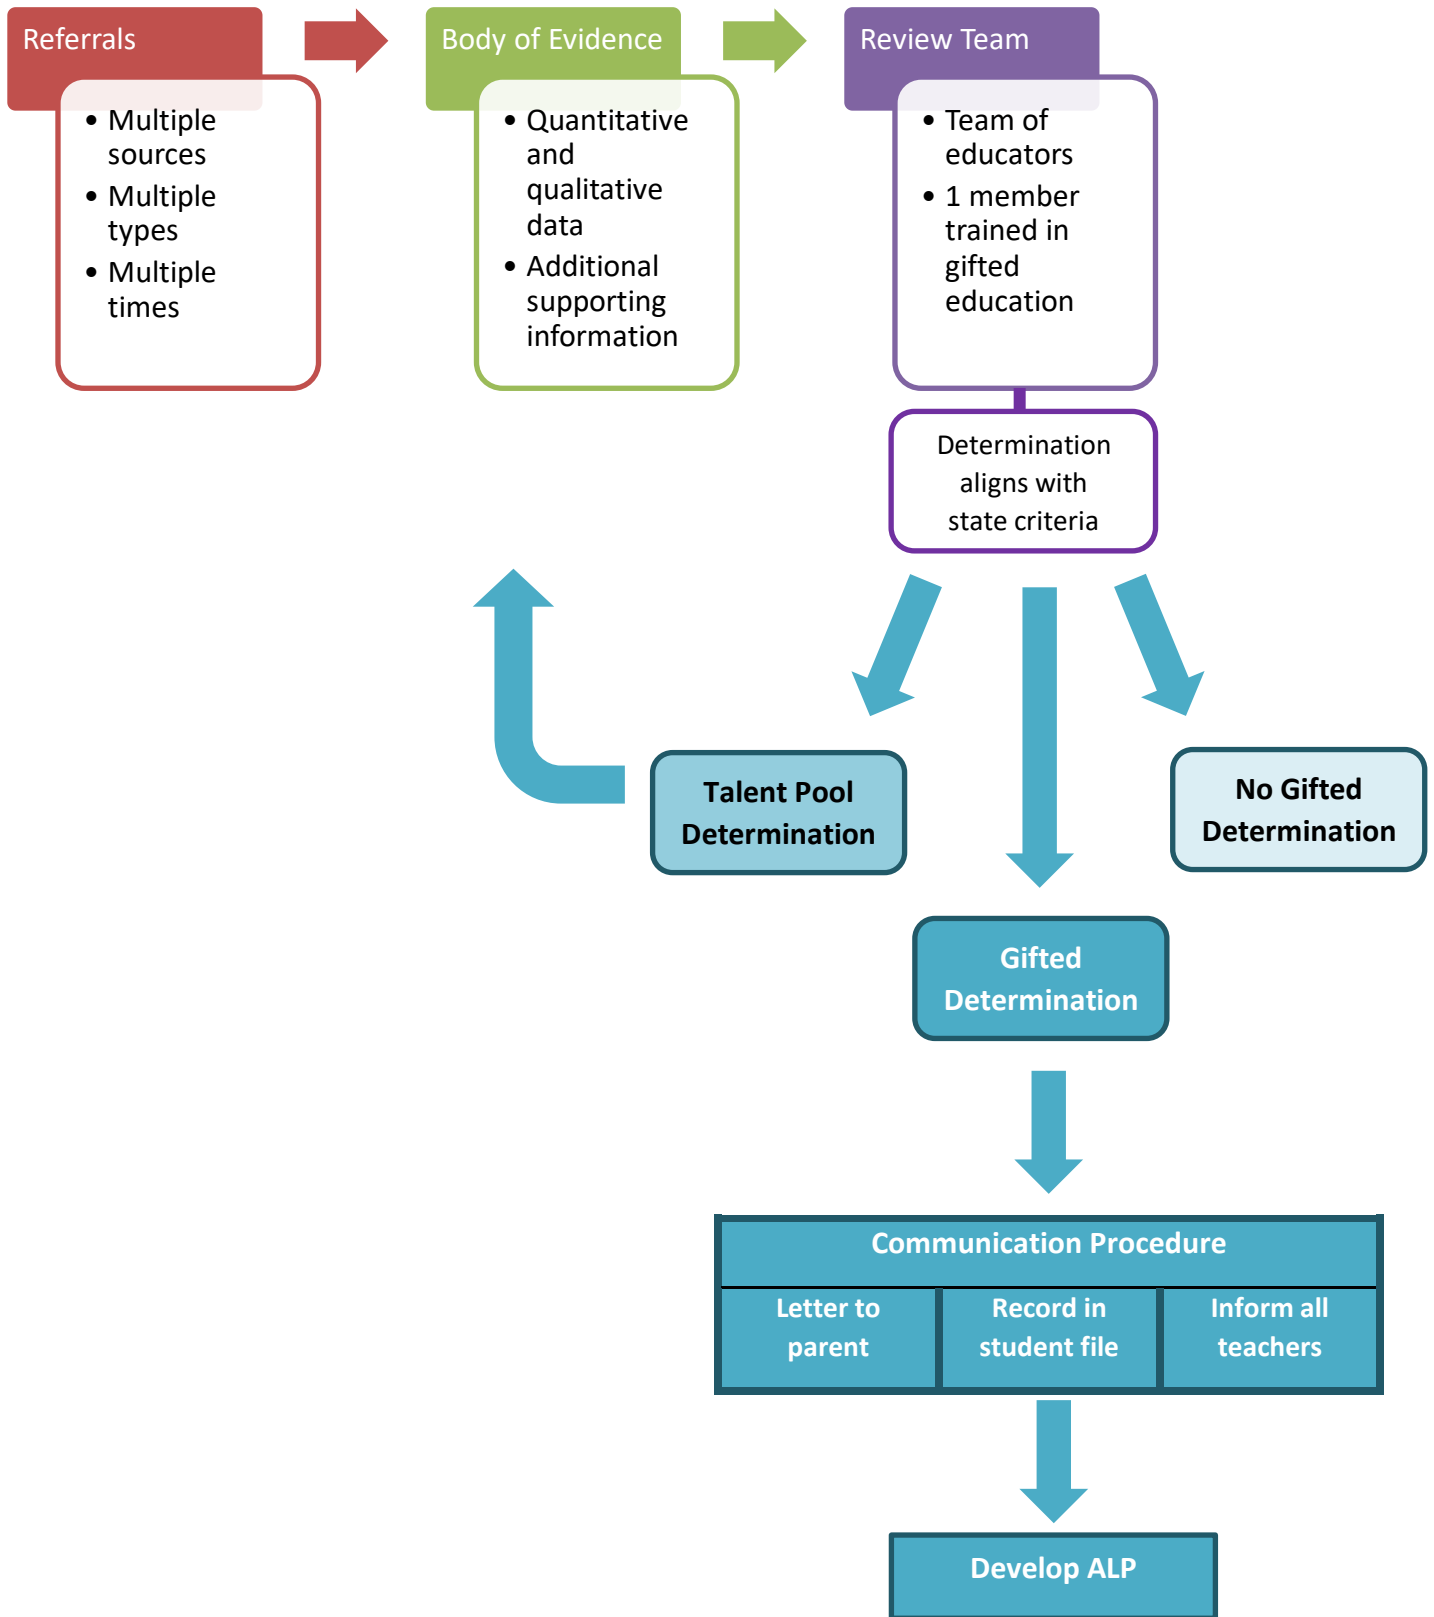 Referrals
• Multiple
sources
• Multiple
types
• Multiple
times
Body of Evidence
• Quantitative
and
qualitative
data
• Additional
supporting
information
Review Team
• Team of
educators
• 1 member
trained in
gifted
education
Determination
aligns with
state criteria
Talent Pool
Determination
No Gifted
Determination
Gifted
Determination
Communication Procedure
Letter to
parent
Record in
student file
Inform all
teachers
Develop ALP